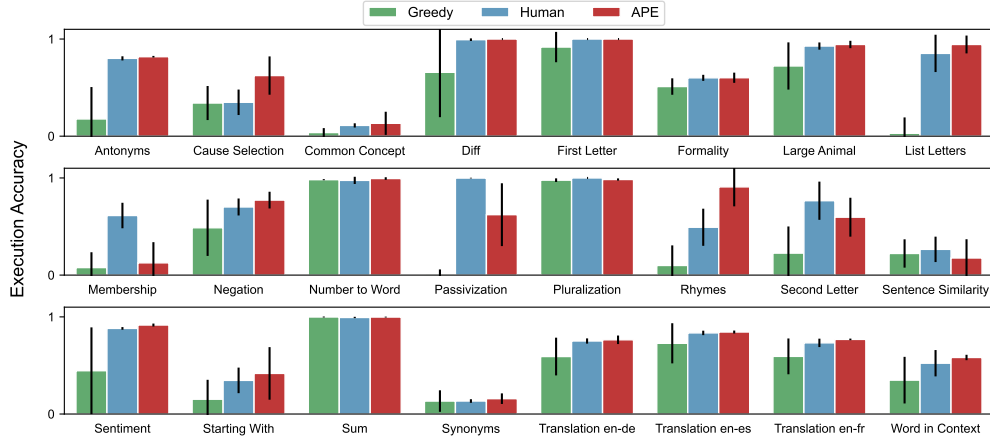 Greedy Human APE
Execution Accuracy
1
0
Antonyms Cause Selection Common Concept Diff First Letter Formality Large Animal List Letters
1
0
Membership Negation Number to Word Passivization Pluralization Rhymes Second Letter Sentence Similarity
1
0
Sentiment Starting With Sum Synonyms Translation en-de Translation en-es Translation en-fr Word in Context